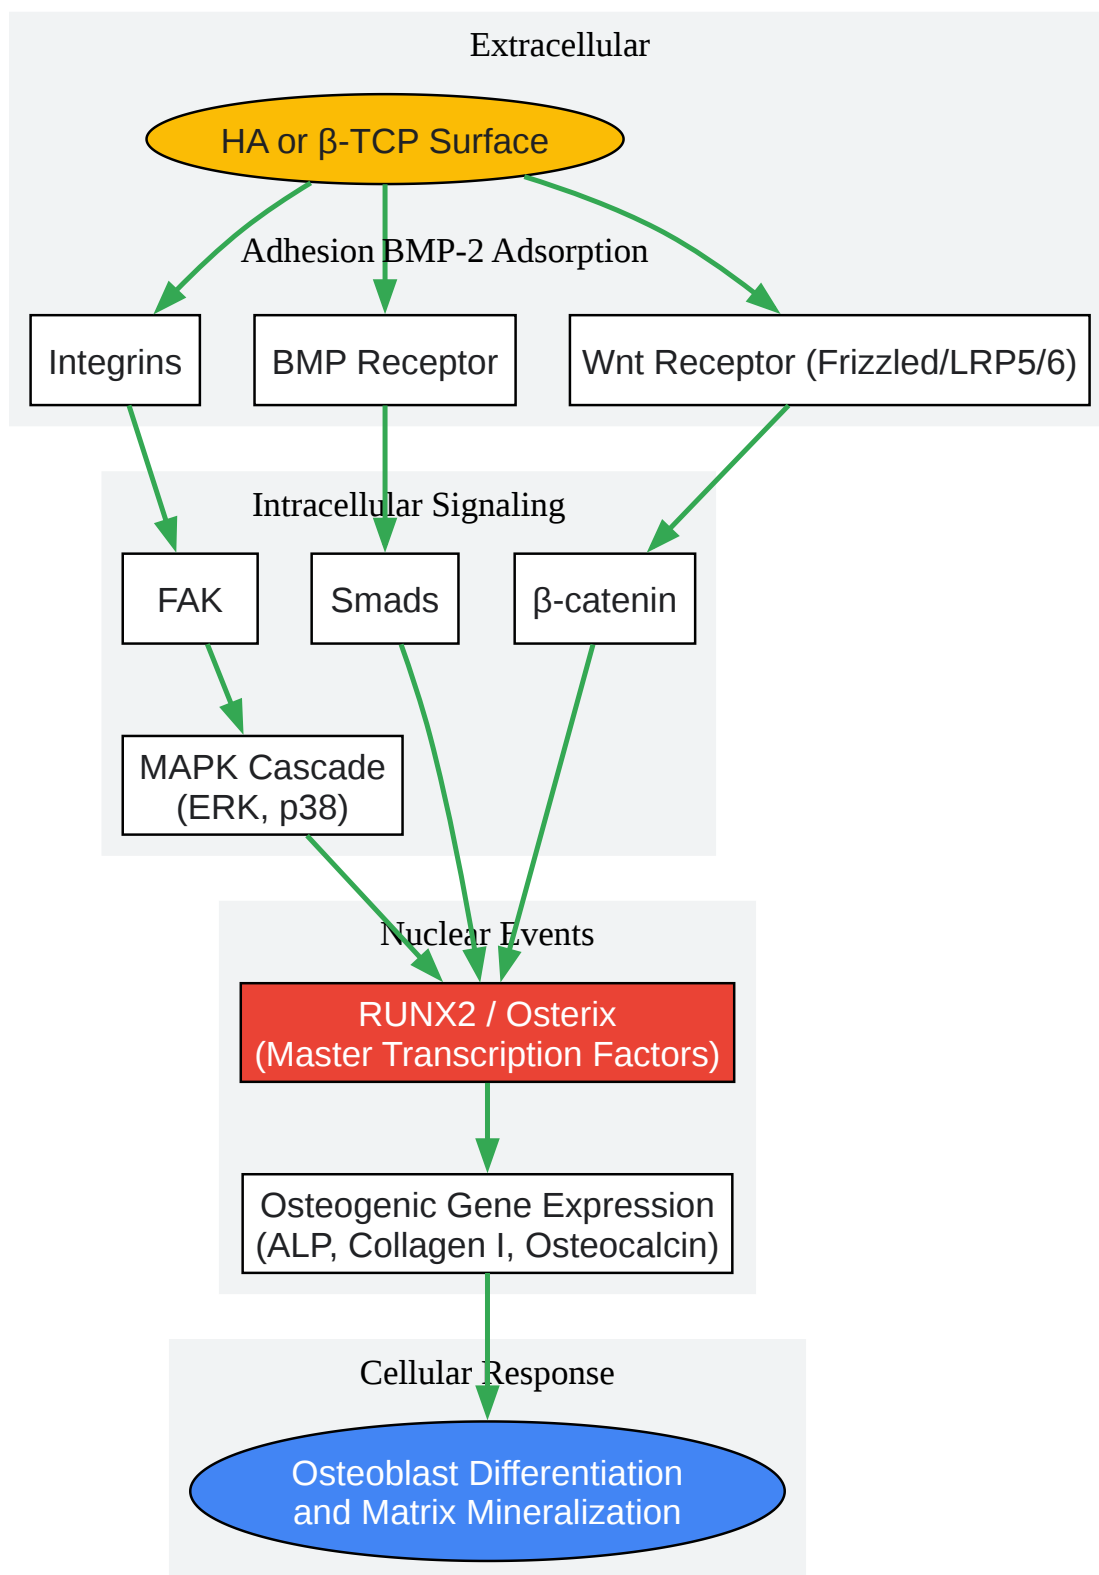 Extracellular
HA or β-TCP Surface
Adhesion
BMP-2 Adsorption
Integrins
BMP Receptor
Wnt Receptor (Frizzled/LRP5/6)
Intracellular Signaling
FAK
Smads
β-catenin
MAPK Cascade
(ERK, p38)
Nuclear Events
RUNX2 / Osterix
(Master Transcription Factors)
Osteogenic Gene Expression
(ALP, Collagen I, Osteocalcin)
Cellular Response
Osteoblast Differentiation
and Matrix Mineralization